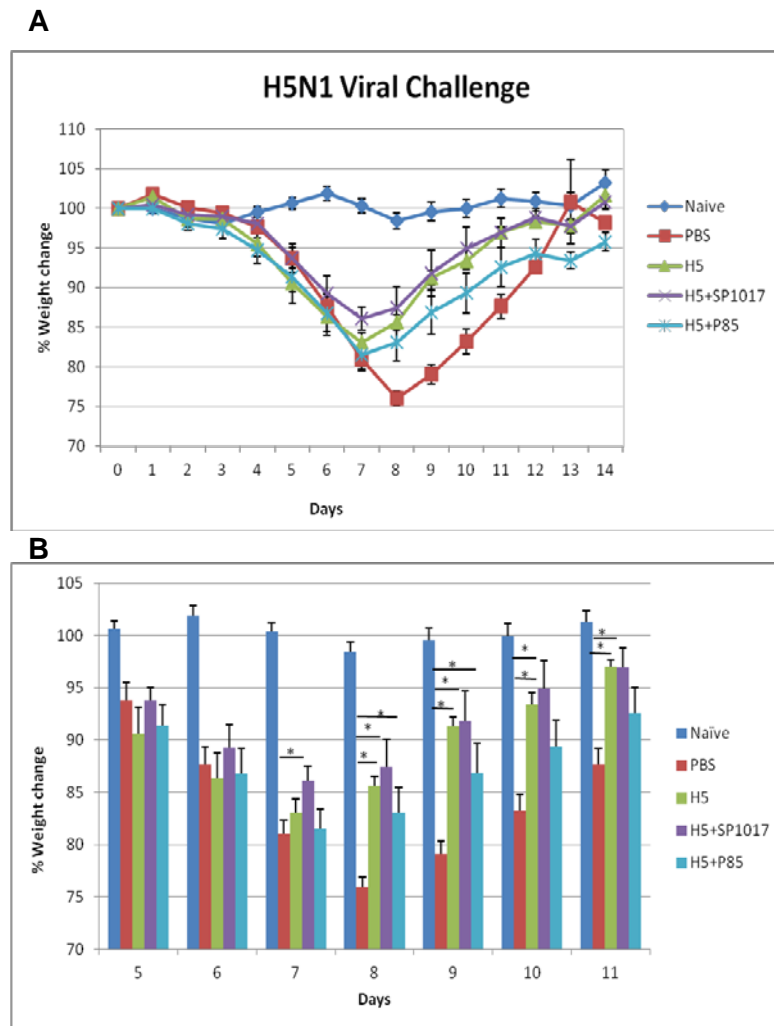 A
H5N1 Viral Challenge
110
105
100
95
90
85
80
75
70
% Weight change
0 1 2 3 4 5 6 7 8 9 10 11 12 13 14
Days
Naive
PBS
H5
H5+SP1017
H5+P85
B
105
100
95
90
85
80
75
70
% Weight change
* * * * * * * * * * *
5 6 7 8 9 10 11
Days
Naïve
PBS
H5
H5+SP1017
H5+P85